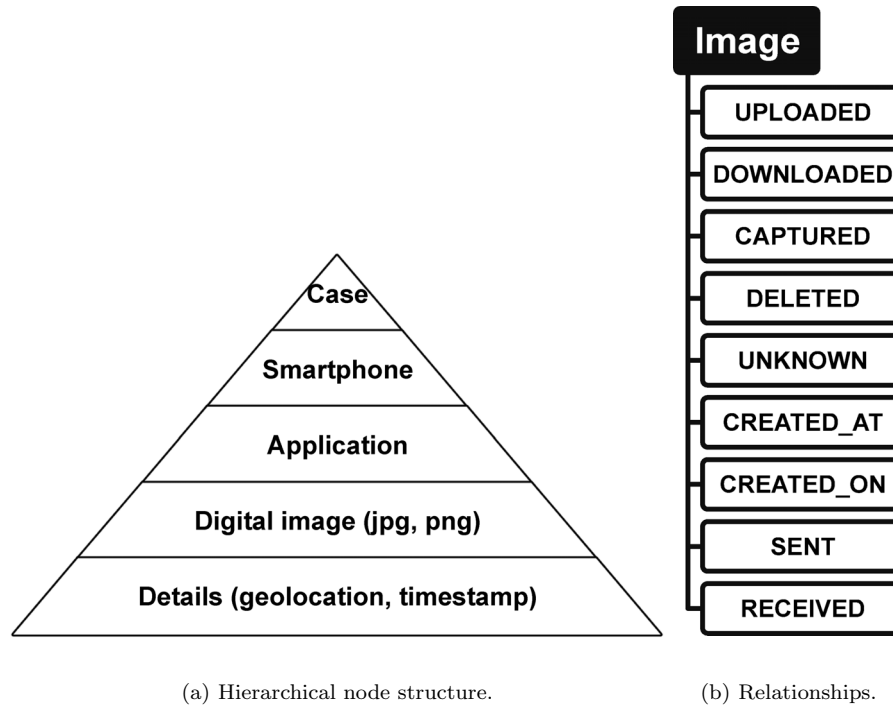 Case
Smartphone
Application
Digital image (jpg, png)
Details (geolocation, timestamp)
(a) Hierarchical node structure.
Image
UPLOADED
DOWNLOADED
CAPTURED
DELETED
UNKNOWN
CREATED_AT
CREATED_ON
SENT
RECEIVED
(b) Relationships.